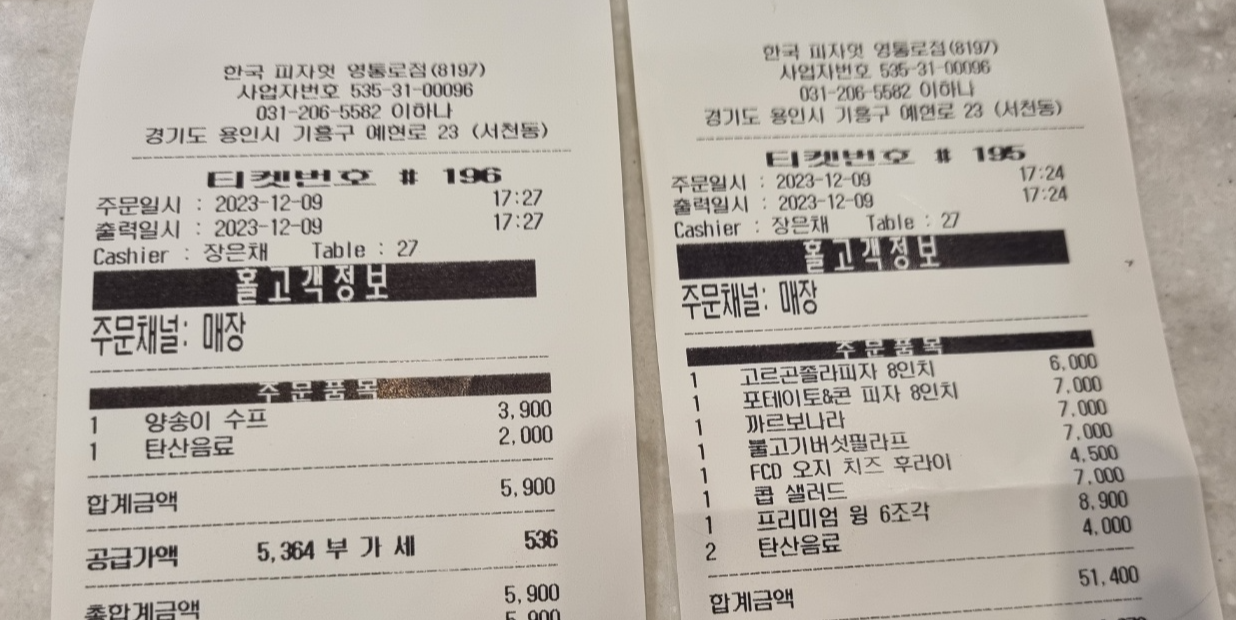 한국 피자헛 영통로점(8197)
사업자번호 535-31-00096
031-206-5582 이하나
경기도 용인시 기흥구 예현로 23 (서천동)
티켓번호 # 196
주문일시 : 2023-12-09 17:27
출력일시 : 2023-12-09 17:27
Cashier : 장은채 Table : 27
홀고객정보
주문채널: 매장
주문품목
1 양송이 수프 3,900
1 탄산음료 2,000
합계금액 5,900
공급가액 5,364 부가세 536
총합계금액 5,900
5,900
한국 피자헛 영통로점(8197)
사업자번호 535-31-00096
031-206-5582 이하나
경기도 용인시 기흥구 예현로 23 (서천동)
티켓번호 # 195
주문일시 : 2023-12-09 17:24
출력일시 : 2023-12-09 17:24
Cashier : 장은채 Table : 27
홀고객정보
주문채널: 매장
주문품목
1 고르곤졸라피자 8인치 6,000
1 포테이토&콘 피자 8인치 7,000
1 까르보나라 7,000
1 불고기버섯필라프 7,000
1 FCD 오지 치즈 후라이 4,500
1 콥 샐러드 7,000
1 프리미엄 윙 6조각 8,900
2 탄산음료 4,000
합계금액 51,400